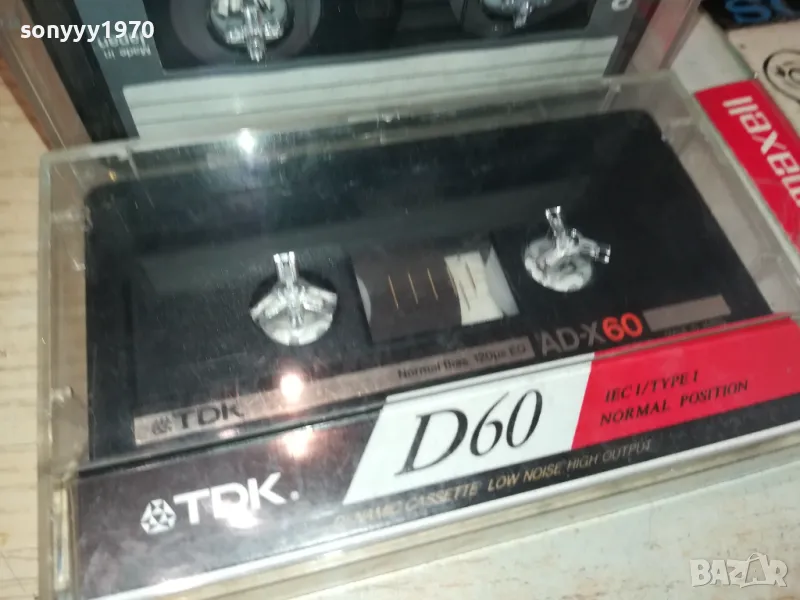 sonyyy1970
Made in
Japan
maxell
AD-X60
Normal Bias 120μs EQ
TDK
D60
IEC I/TYPE I
NORMAL POSITION
TDK.
DYNAMIC CASSETTE LOW NOISE HIGH OUTPUT
BAZAR